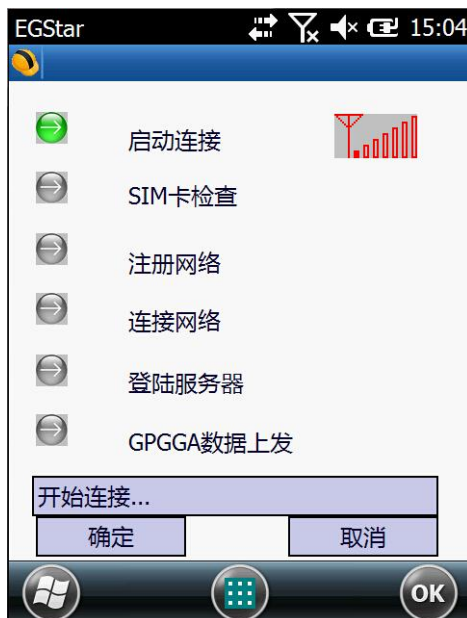 EGStar 15:04
启动连接
SIM卡检查
注册网络
连接网络
登陆服务器
GPGGA数据上发
开始连接...
确定 取消
OK